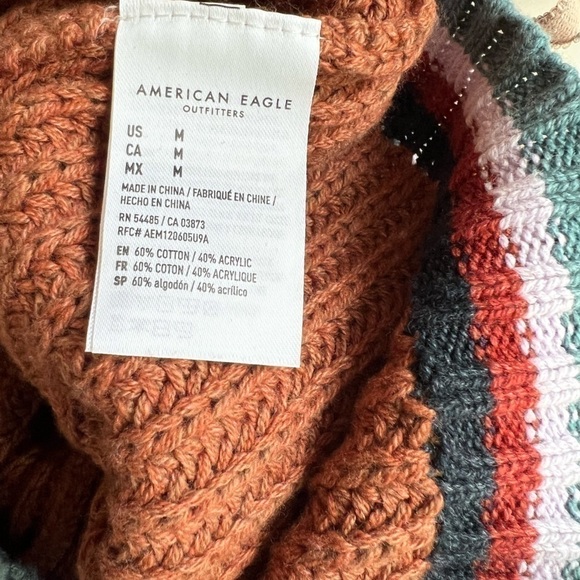 AMERICAN EAGLE
OUTFITTERS
US M
CA M
MX M
MADE IN CHINA / FABRIQUÉ EN CHINE /
HECHO EN CHINA
RN 54485 / CA 03873
RFC# AEM120605U9A
EN 60% COTTON / 40% ACRYLIC
FR 60% COTON / 40% ACRYLIQUE
SP 60% algodón / 40% acrílico